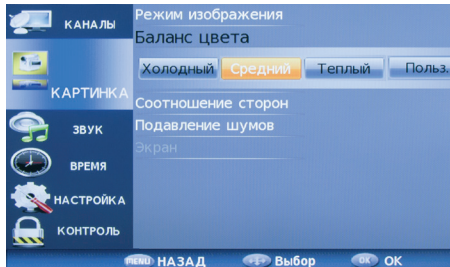 КАНАЛЫ
КАРТИНКА
ЗВУК
ВРЕМЯ
НАСТРОЙКА
КОНТРОЛЬ
Режим изображения
Баланс цвета
Холодный Средний Теплый Польз.
Соотношение сторон
Подавление шумов
Экран
MENU НАЗАД Выбор OK OK